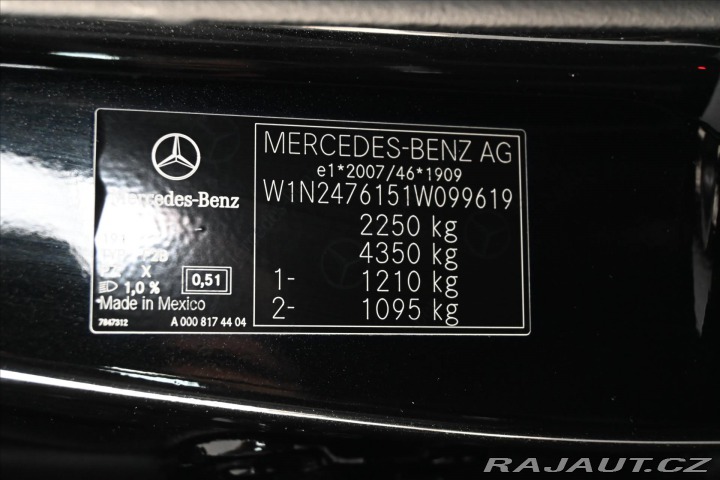 Mercedes-Benz
1,0 %
0,51
Made in Mexico
7847312
A 000 817 44 04
MERCEDES-BENZ AG
e1*2007/46*1909
W1N2476151W099619
2250 kg
4350 kg
1- 1210 kg
2- 1095 kg
RAJAUT.CZ